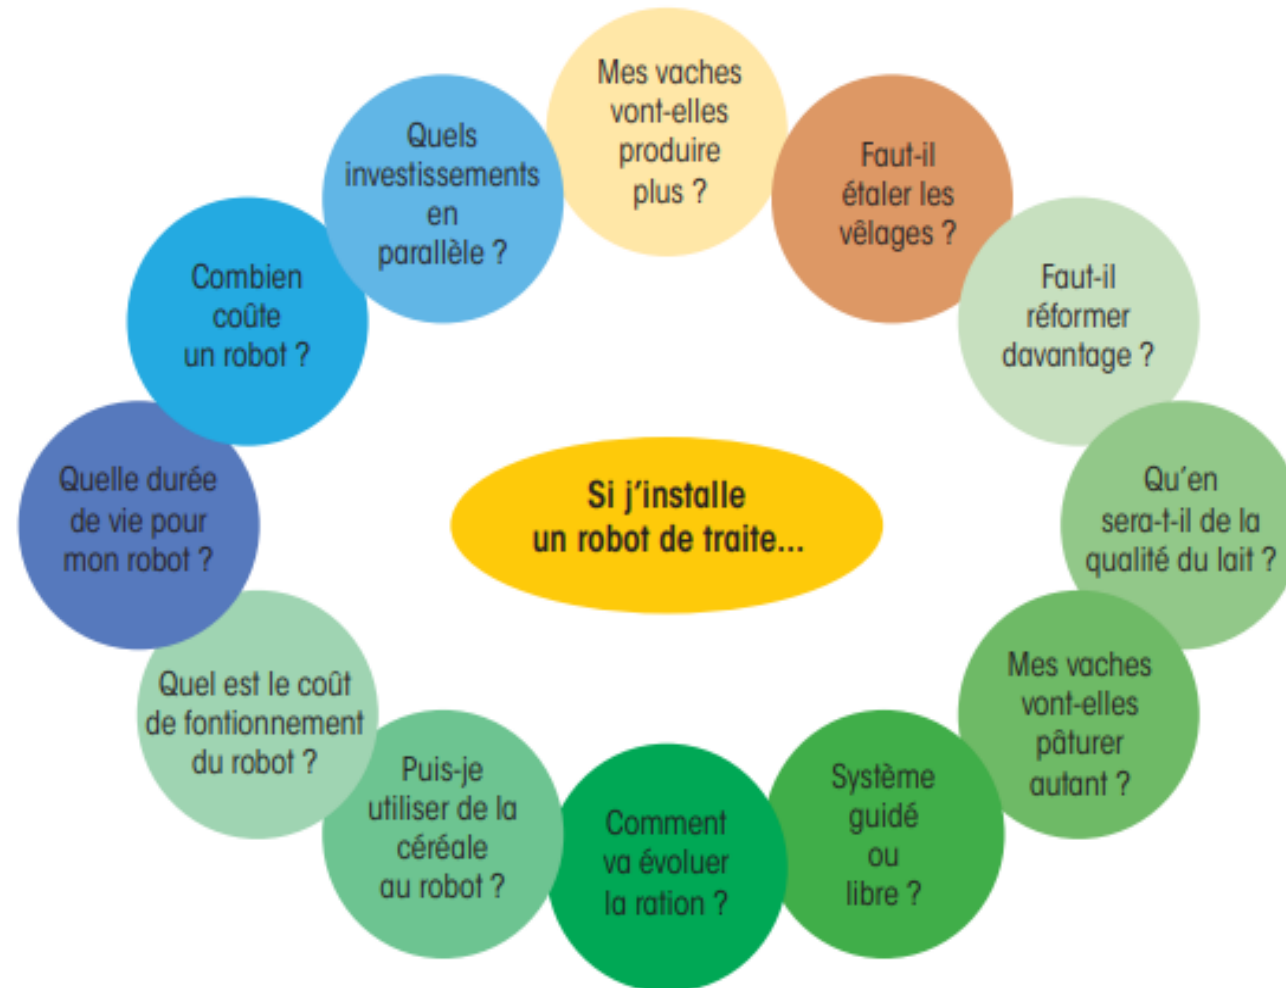 Mes vaches
vont-elles
produire
plus ?
Faut-il
étaler les
vêlages ?
Faut-il
réformer
davantage ?
Qu'en
sera-t-il de la
qualité du lait ?
Mes vaches
vont-elles
pâturer
autant ?
Système
guidé
ou
libre ?
Comment
va évoluer
la ration ?
Puis-je
utiliser de la
céréale
au robot ?
Quel est le coût
de fontionnement
du robot ?
Quelle durée
de vie pour
mon robot ?
Combien
coûte
un robot ?
Quels
investissements
en
parallèle ?
Si j'installe
un robot de traite...